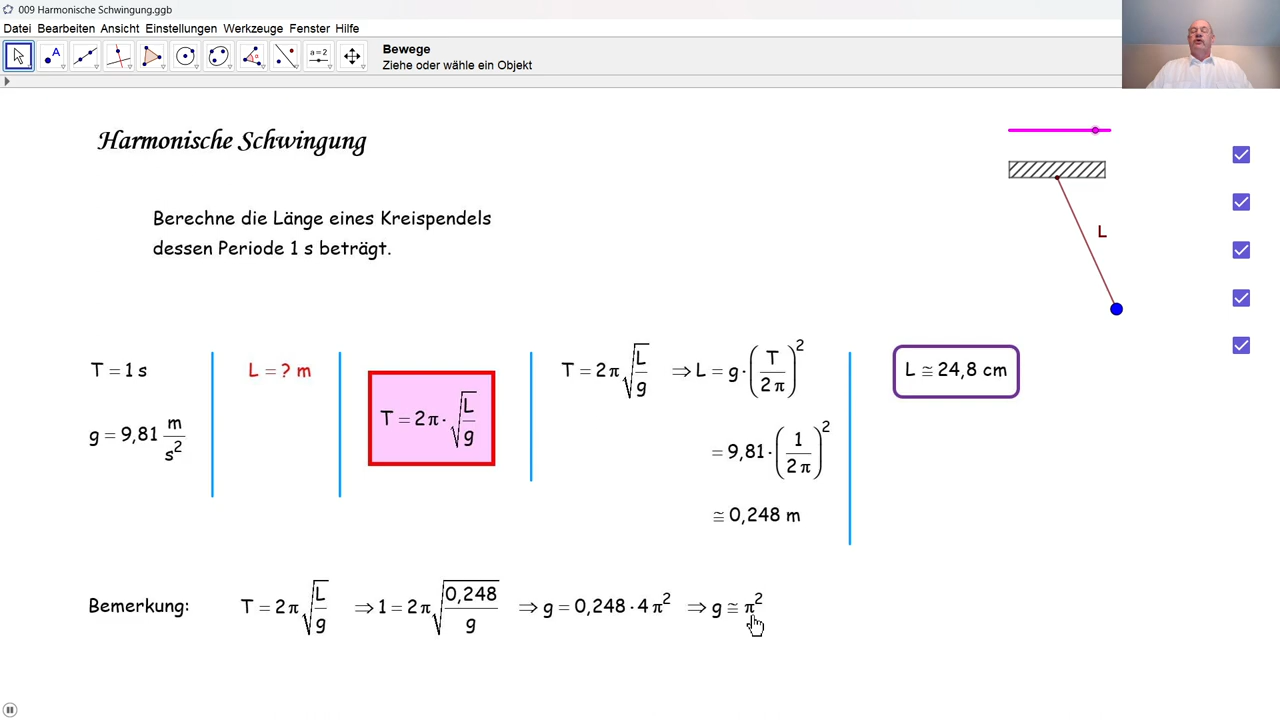 009 Harmonische Schwingung.ggb
Datei Bearbeiten Ansicht Einstellungen Werkzeuge Fenster Hilfe
A
a=2
Bewege
Ziehe oder wähle ein Objekt
Harmonische Schwingung
Berechne die Länge eines Kreispendels
dessen Periode 1 s beträgt.
L
T = 1 s
g = 9,81 m/s²
L = ? m
T = 2π · √(L/g)
T = 2π √(L/g) ⇒ L = g · (T/(2π))²
= 9,81 · (1/(2π))²
≅ 0,248 m
L ≅ 24,8 cm
Bemerkung: T = 2π √(L/g) ⇒ 1 = 2π √(0,248/g) ⇒ g = 0,248 · 4π² ⇒ g ≅ π²